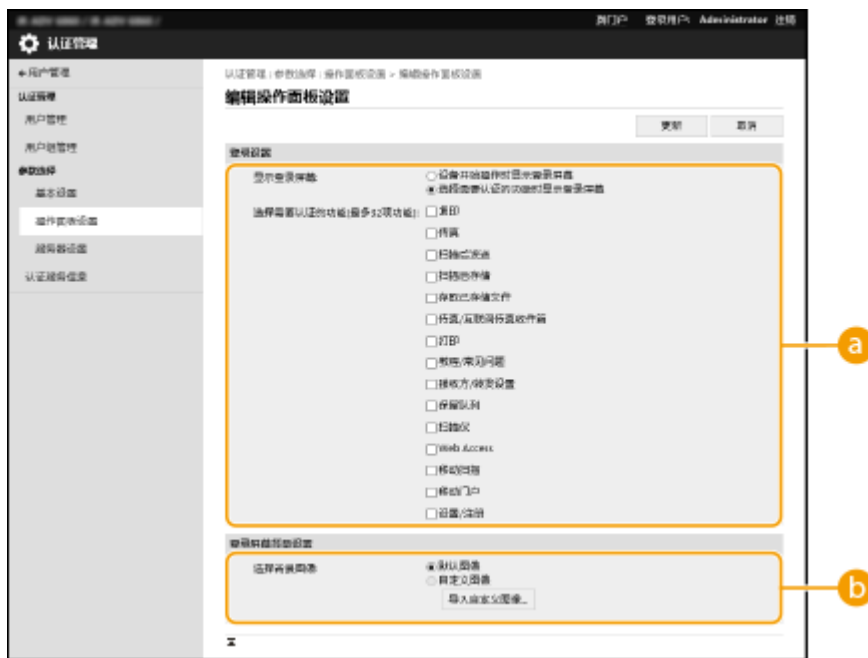 到门户 登录用户: Administrator 注销
认证管理
用户管理
认证管理
用户管理
用户组管理
参数选择
基本设置
操作面板设置
服务器设置
认证服务信息
认证管理 : 参数选择 : 操作面板设置 > 编辑操作面板设置
编辑操作面板设置
更新 取消
登录设置
显示登录屏幕:
设备开始操作时显示登录屏幕
选择需要认证的功能时显示登录屏幕
选择需要认证的功能(最多32项功能):
复印
传真
扫描后发送
扫描后存储
存取已存储文件
传真/互联网传真收件箱
打印
教程/常见问题
接收方/转发设置
保留队列
扫描仪
Web Access
移动扫描
移动门户
设置/注册
a
登录屏幕页面设置
选择背景图像:
默认图像
自定义图像
导入自定义图像...
b